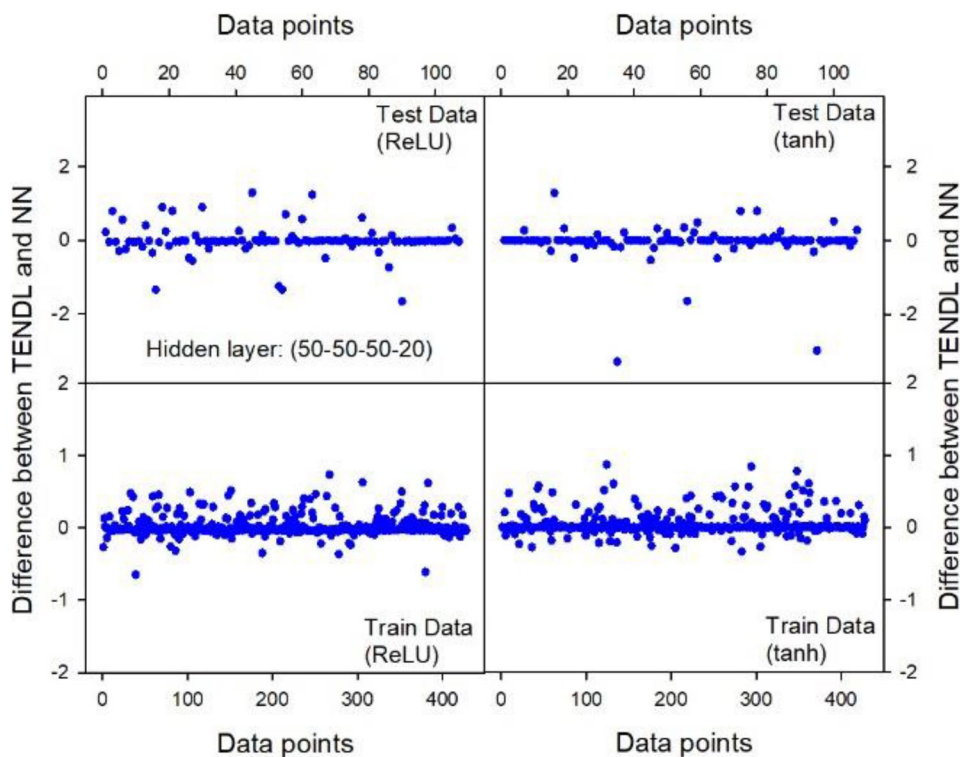 Data points
Data points
0 20 40 60 80 100
0 20 40 60 80 100
Test Data
(ReLU)
Test Data
(tanh)
2
0
-2
2
0
-2
Hidden layer: (50-50-50-20)
Difference between TENDL and NN
Difference between TENDL and NN
2
1
0
-1
-2
2
1
0
-1
-2
Train Data
(ReLU)
Train Data
(tanh)
0 100 200 300 400
0 100 200 300 400
Data points
Data points